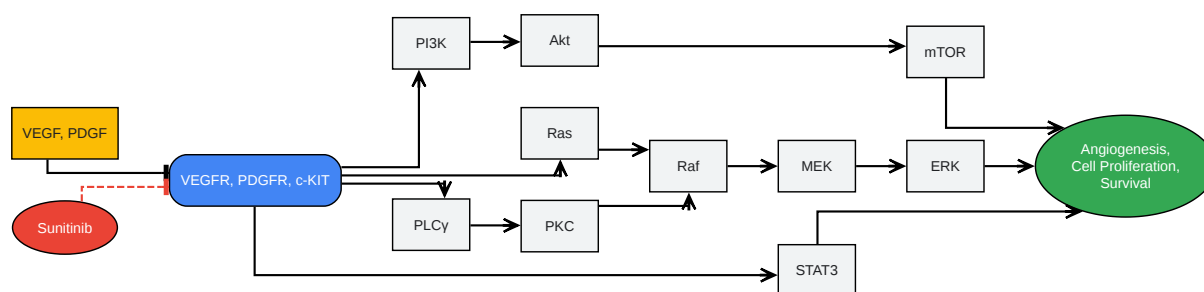 PI3K
Akt
mTOR
VEGF, PDGF
Ras
Raf
MEK
ERK
Angiogenesis,
Cell Proliferation,
Survival
VEGFR, PDGFR, c-KIT
Sunitinib
PLCγ
PKC
STAT3